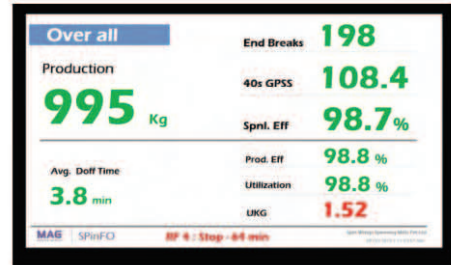 Over all
Production
995 Kg
Avg. Doff Time
3.8 min
End Breaks 198
40s GPSS 108.4
Spnl. Eff 98.7%
Prod. Eff 98.8 %
Utilization 98.8 %
UKG 1.52
MAG SPinFO RF 4 : Stop - 64 min